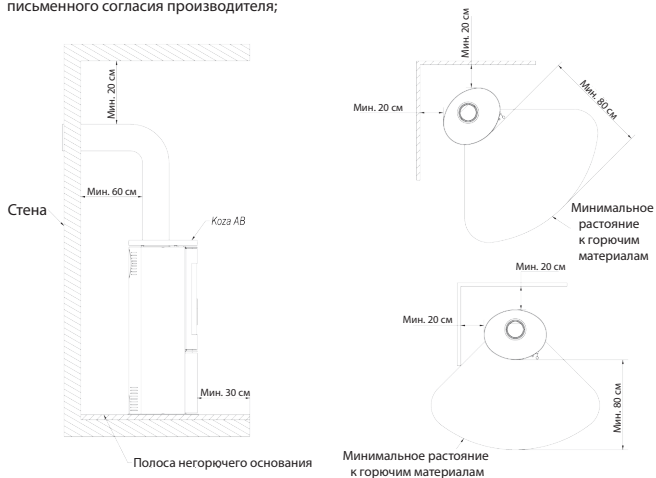 письменного согласия производителя;
Мин. 20 см
Мин. 60 см
Стена
Koza AB
Мин. 30 см
Полоса негорючего основания
Мин. 20 см
Мин. 20 см
Мин. 80 см
Минимальное
растояние
к горючим
материалам
Мин. 20 см
Мин. 20 см
Мин. 80 см
Минимальное растояние
к горючим материалам